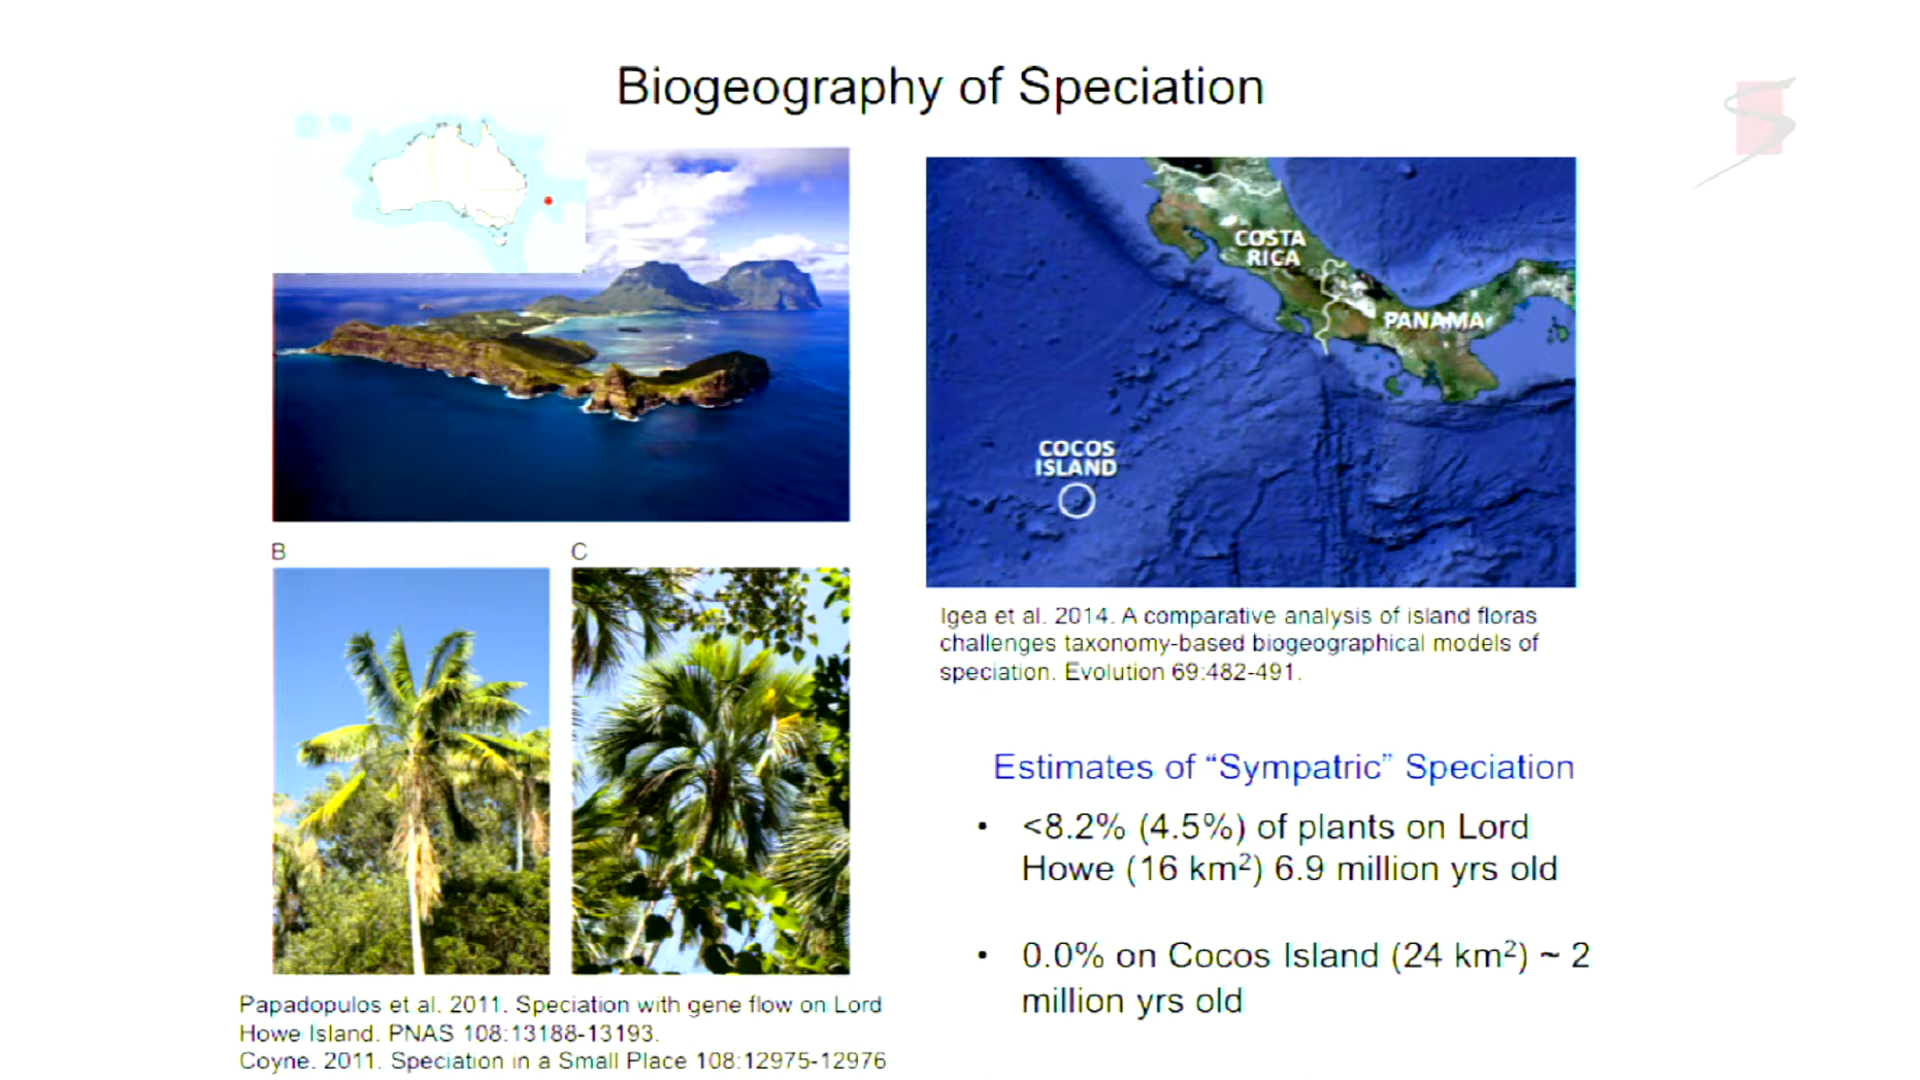 Biogeography of Speciation
COSTA
RICA
PANAMA
COCOS
ISLAND
B
C
Igea et al. 2014. A comparative analysis of island floras
challenges taxonomy-based biogeographical models of
speciation. Evolution 69:482-491.
Estimates of “Sympatric” Speciation
• <8.2% (4.5%) of plants on Lord
Howe (16 km²) 6.9 million yrs old
• 0.0% on Cocos Island (24 km²) ~ 2
million yrs old
Papadopulos et al. 2011. Speciation with gene flow on Lord
Howe Island. PNAS 108:13188-13193.
Coyne. 2011. Speciation in a Small Place 108:12975-12976